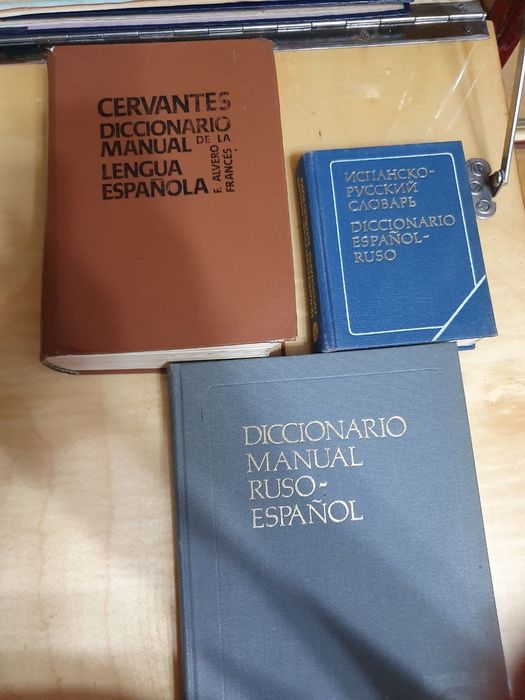 CERVANTES
DICCIONARIO
MANUAL DE LA
LENGUA
ESPAÑOLA
F. ALVERO
FRANCÉS
ИСПАНСКО-
РУССКИЙ
СЛОВАРЬ
DICCIONARIO
ESPAÑOL-
RUSO
DICCIONARIO
MANUAL
RUSO-
ESPAÑOL